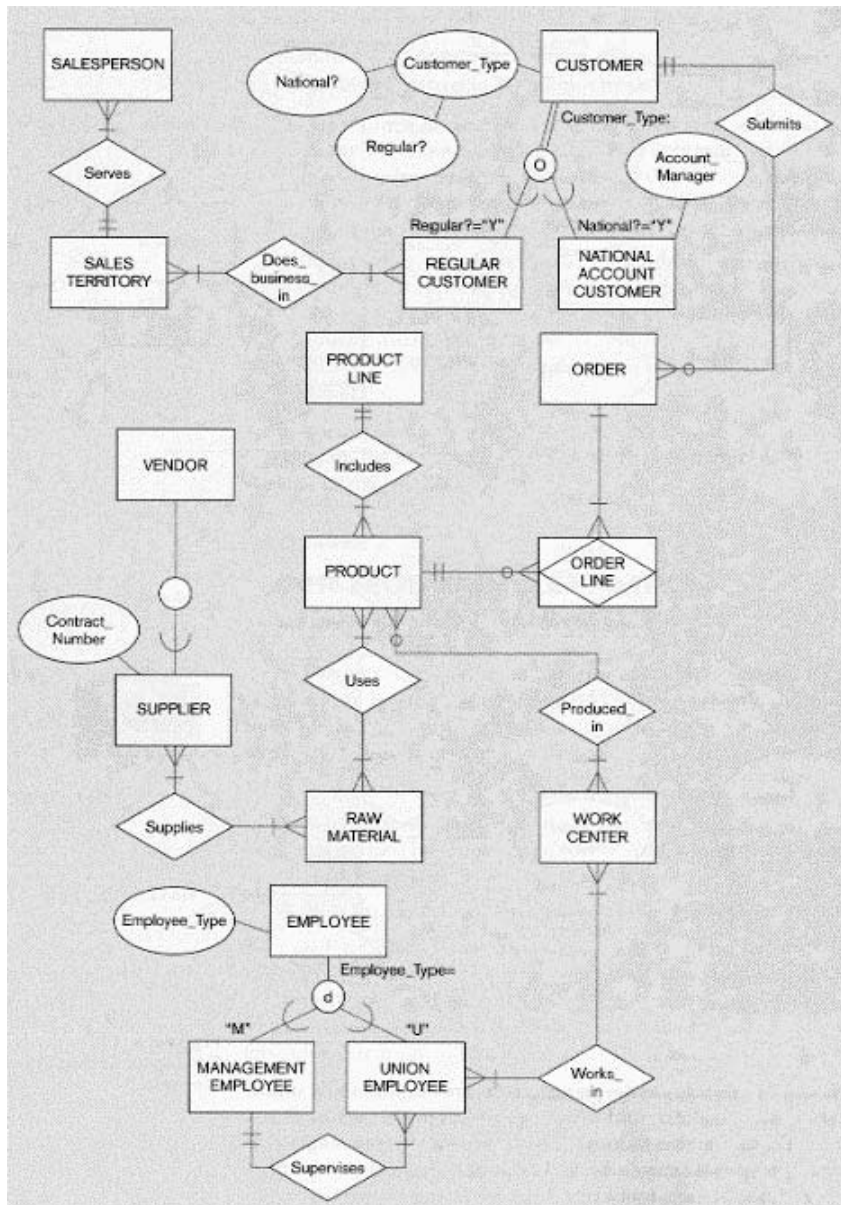 SALESPERSON
National?
Customer_Type
CUSTOMER
Customer_Type:
Submits
Regular?
O
Account_
Manager
Serves
Regular?="Y"
National?="Y"
SALES
TERRITORY
Does_
business_
in
REGULAR
CUSTOMER
NATIONAL
ACCOUNT
CUSTOMER
PRODUCT
LINE
ORDER
VENDOR
Includes
PRODUCT
ORDER
LINE
Contract_
Number
SUPPLIER
Uses
Produced_
in
Supplies
RAW
MATERIAL
WORK
CENTER
Employee_Type
EMPLOYEE
Employee_Type=
d
"M"
"U"
MANAGEMENT
EMPLOYEE
UNION
EMPLOYEE
Works_
in
Supervises